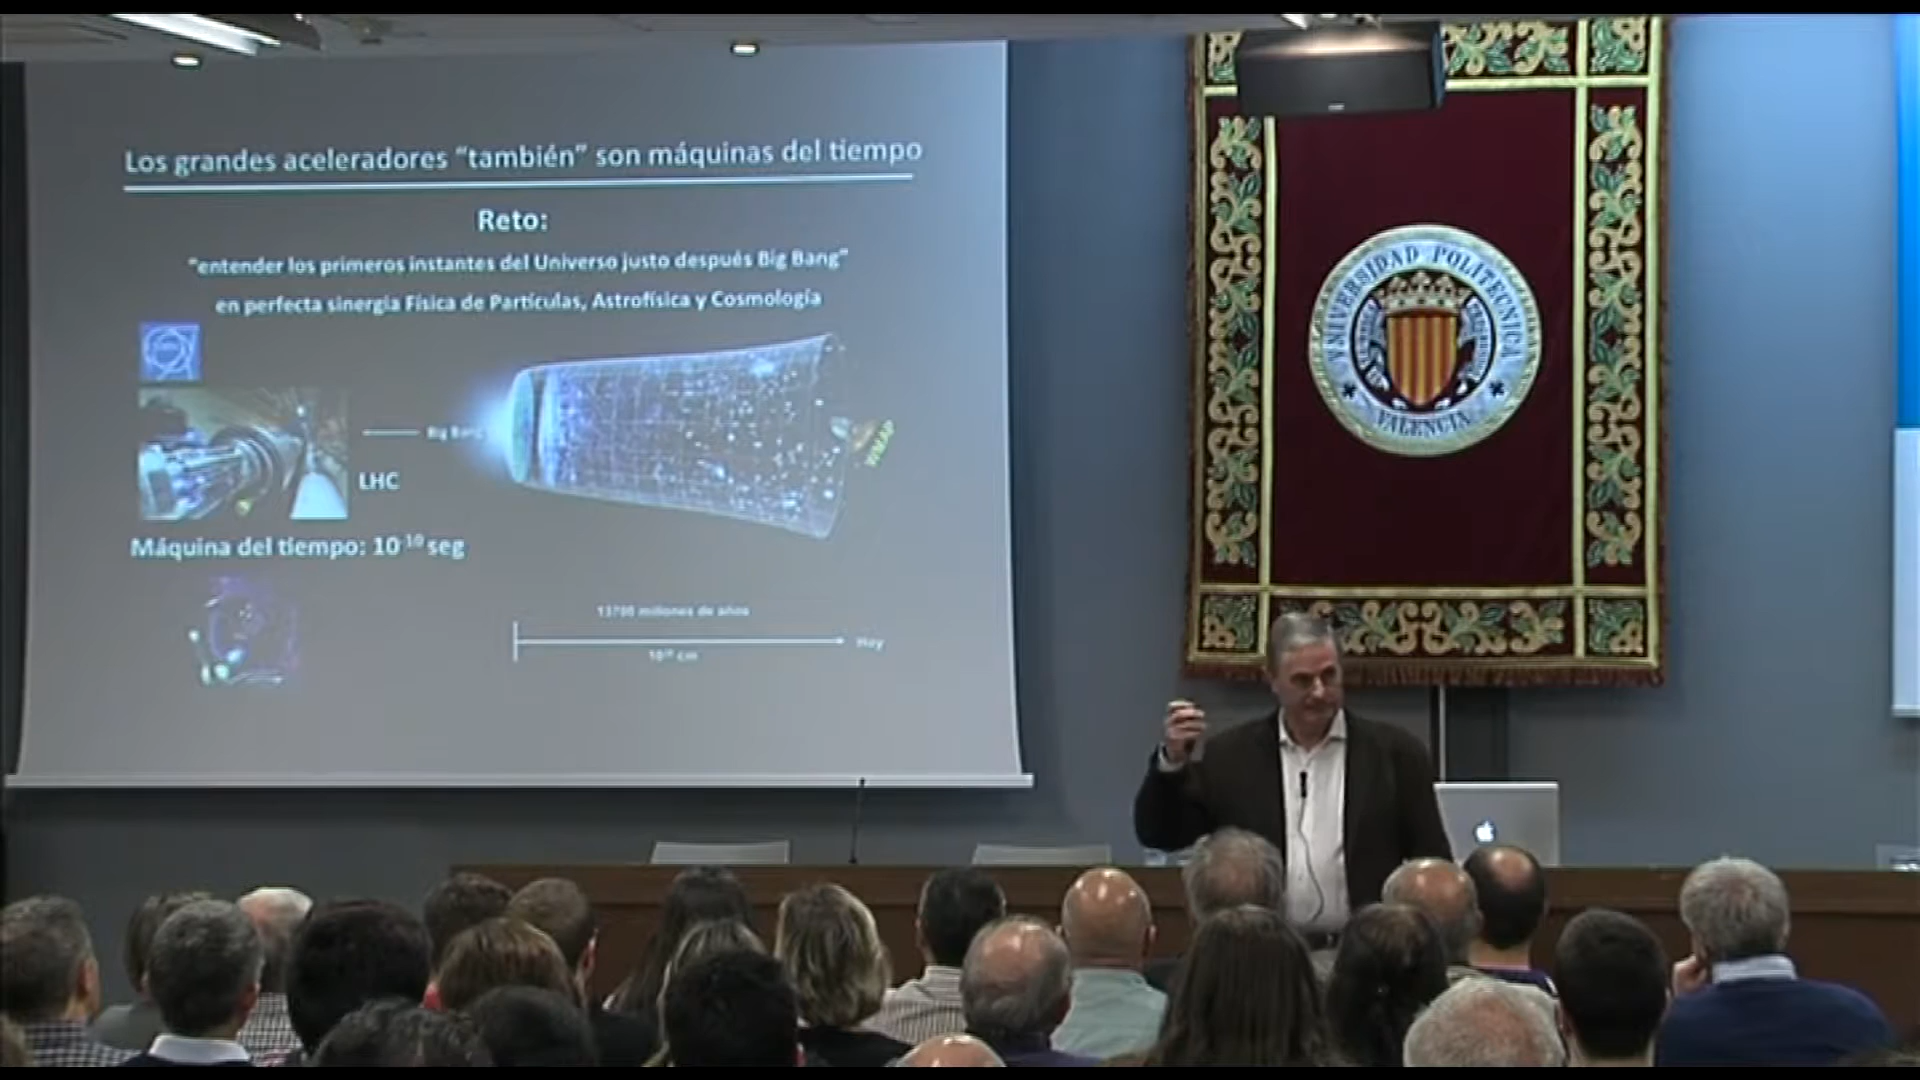 Los grandes aceleradores “también” son máquinas del tiempo
Reto:
“entender los primeros instantes del Universo justo después Big Bang”
en perfecta sinergia Física de Partículas, Astrofísica y Cosmología
Big Bang
WMAP
LHC
Máquina del tiempo: 10⁻¹⁰ seg
13700 millones de años
Hoy
cm
VNIVERSIDAD POLITECNICA
VALENCIA